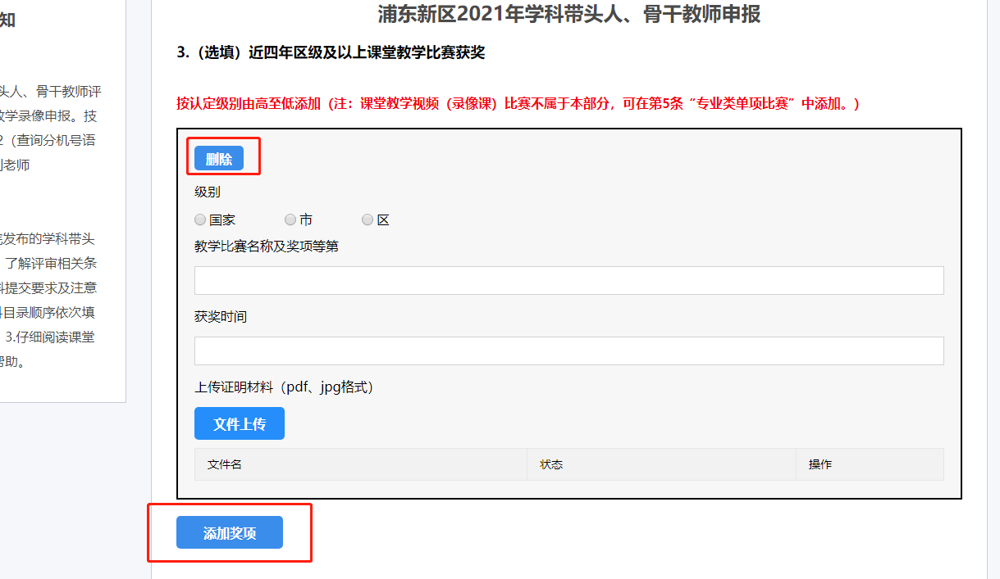 知
浦东新区2021年学科带头人、骨干教师申报
3.（选填）近四年区级及以上课堂教学比赛获奖
头人、骨干教师评
教学录像申报。技
2（查询分机号语
老师
按认定级别由高至低添加（注：课堂教学视频（录像课）比赛不属于本部分，可在第5条“专业类单项比赛”中添加。）
删除
级别
国家 市 区
教学比赛名称及奖项等第
发布的学科带头
了解评审相关条
料提交要求及注意
目录顺序依次填
3.仔细阅读课堂
帮助。
获奖时间
上传证明材料（pdf、jpg格式）
文件上传
文件名 状态 操作
添加奖项